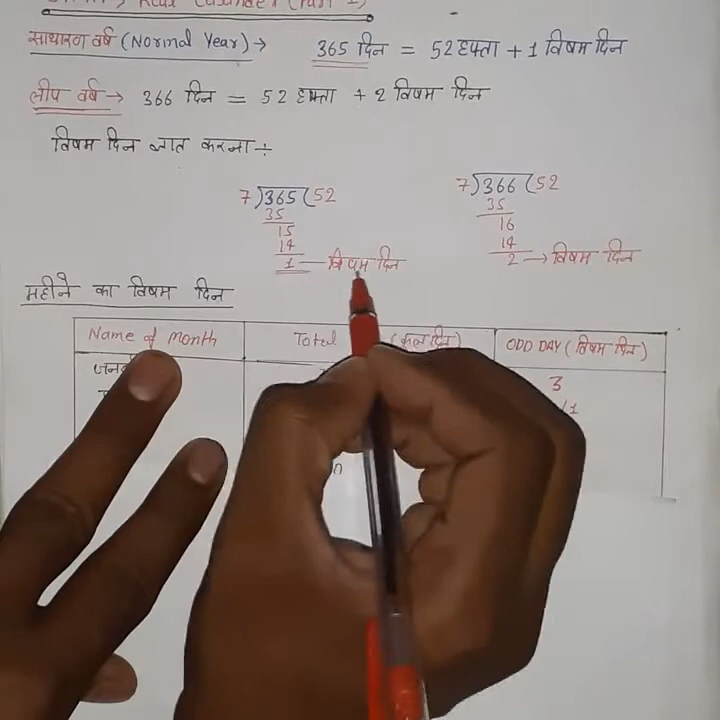 साधारण वर्ष (Normal Year) → 365 दिन = 52 हफ्ता + 1 विषम दिन
लीप वर्ष → 366 दिन = 52 हफ्ता + 2 विषम दिन
विषम दिन ज्ञात करना ÷
7)365(52
35
15
14
1 — विषम दिन
7)366(52
35
16
14
2 → विषम दिन
महीने का विषम दिन
Name of Month Total (कुल दिन) ODD DAY (विषम दिन)
3